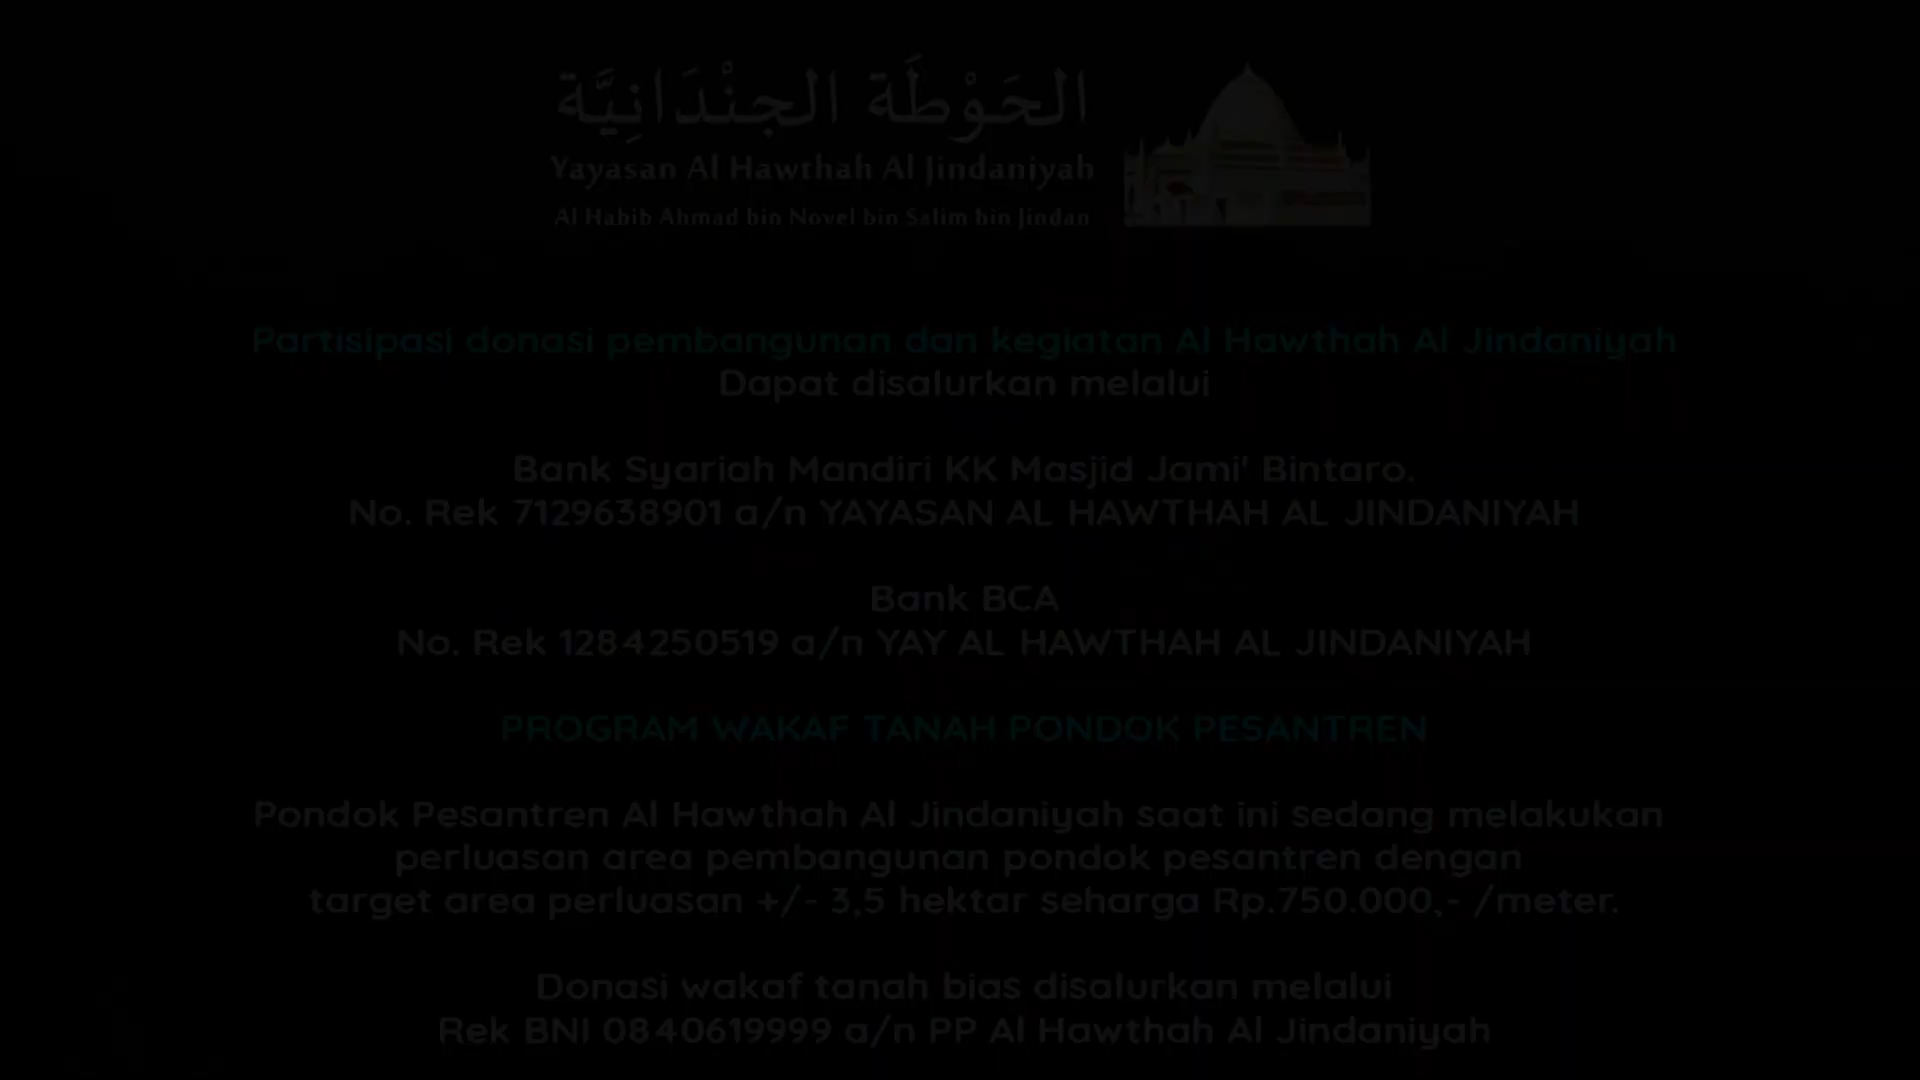 الحَوْطَة الجِنْدَانِيَّة
Yayasan Al Hawthah Al Jindaniyah
Al Habib Ahmad bin Novel bin Salim bin Jindan
Partisipasi donasi pembangunan dan kegiatan Al Hawthah Al Jindaniyah
Dapat disalurkan melalui
Bank Syariah Mandiri KK Masjid Jami' Bintaro.
No. Rek 7129638901 a/n YAYASAN AL HAWTHAH AL JINDANIYAH
Bank BCA
No. Rek 1284250519 a/n YAY AL HAWTHAH AL JINDANIYAH
PROGRAM WAKAF TANAH PONDOK PESANTREN
Pondok Pesantren Al Hawthah Al Jindaniyah saat ini sedang melakukan
perluasan area pembangunan pondok pesantren dengan
target area perluasan +/- 3,5 hektar seharga Rp.750.000,- /meter.
Donasi wakaf tanah bias disalurkan melalui
Rek BNI 0840619999 a/n PP Al Hawthah Al Jindaniyah